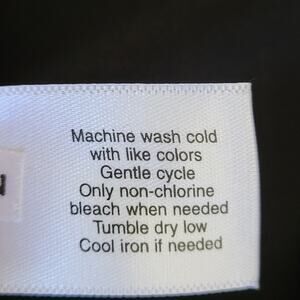 Machine wash cold
with like colors
Gentle cycle
Only non-chlorine
bleach when needed
Tumble dry low
Cool iron if needed